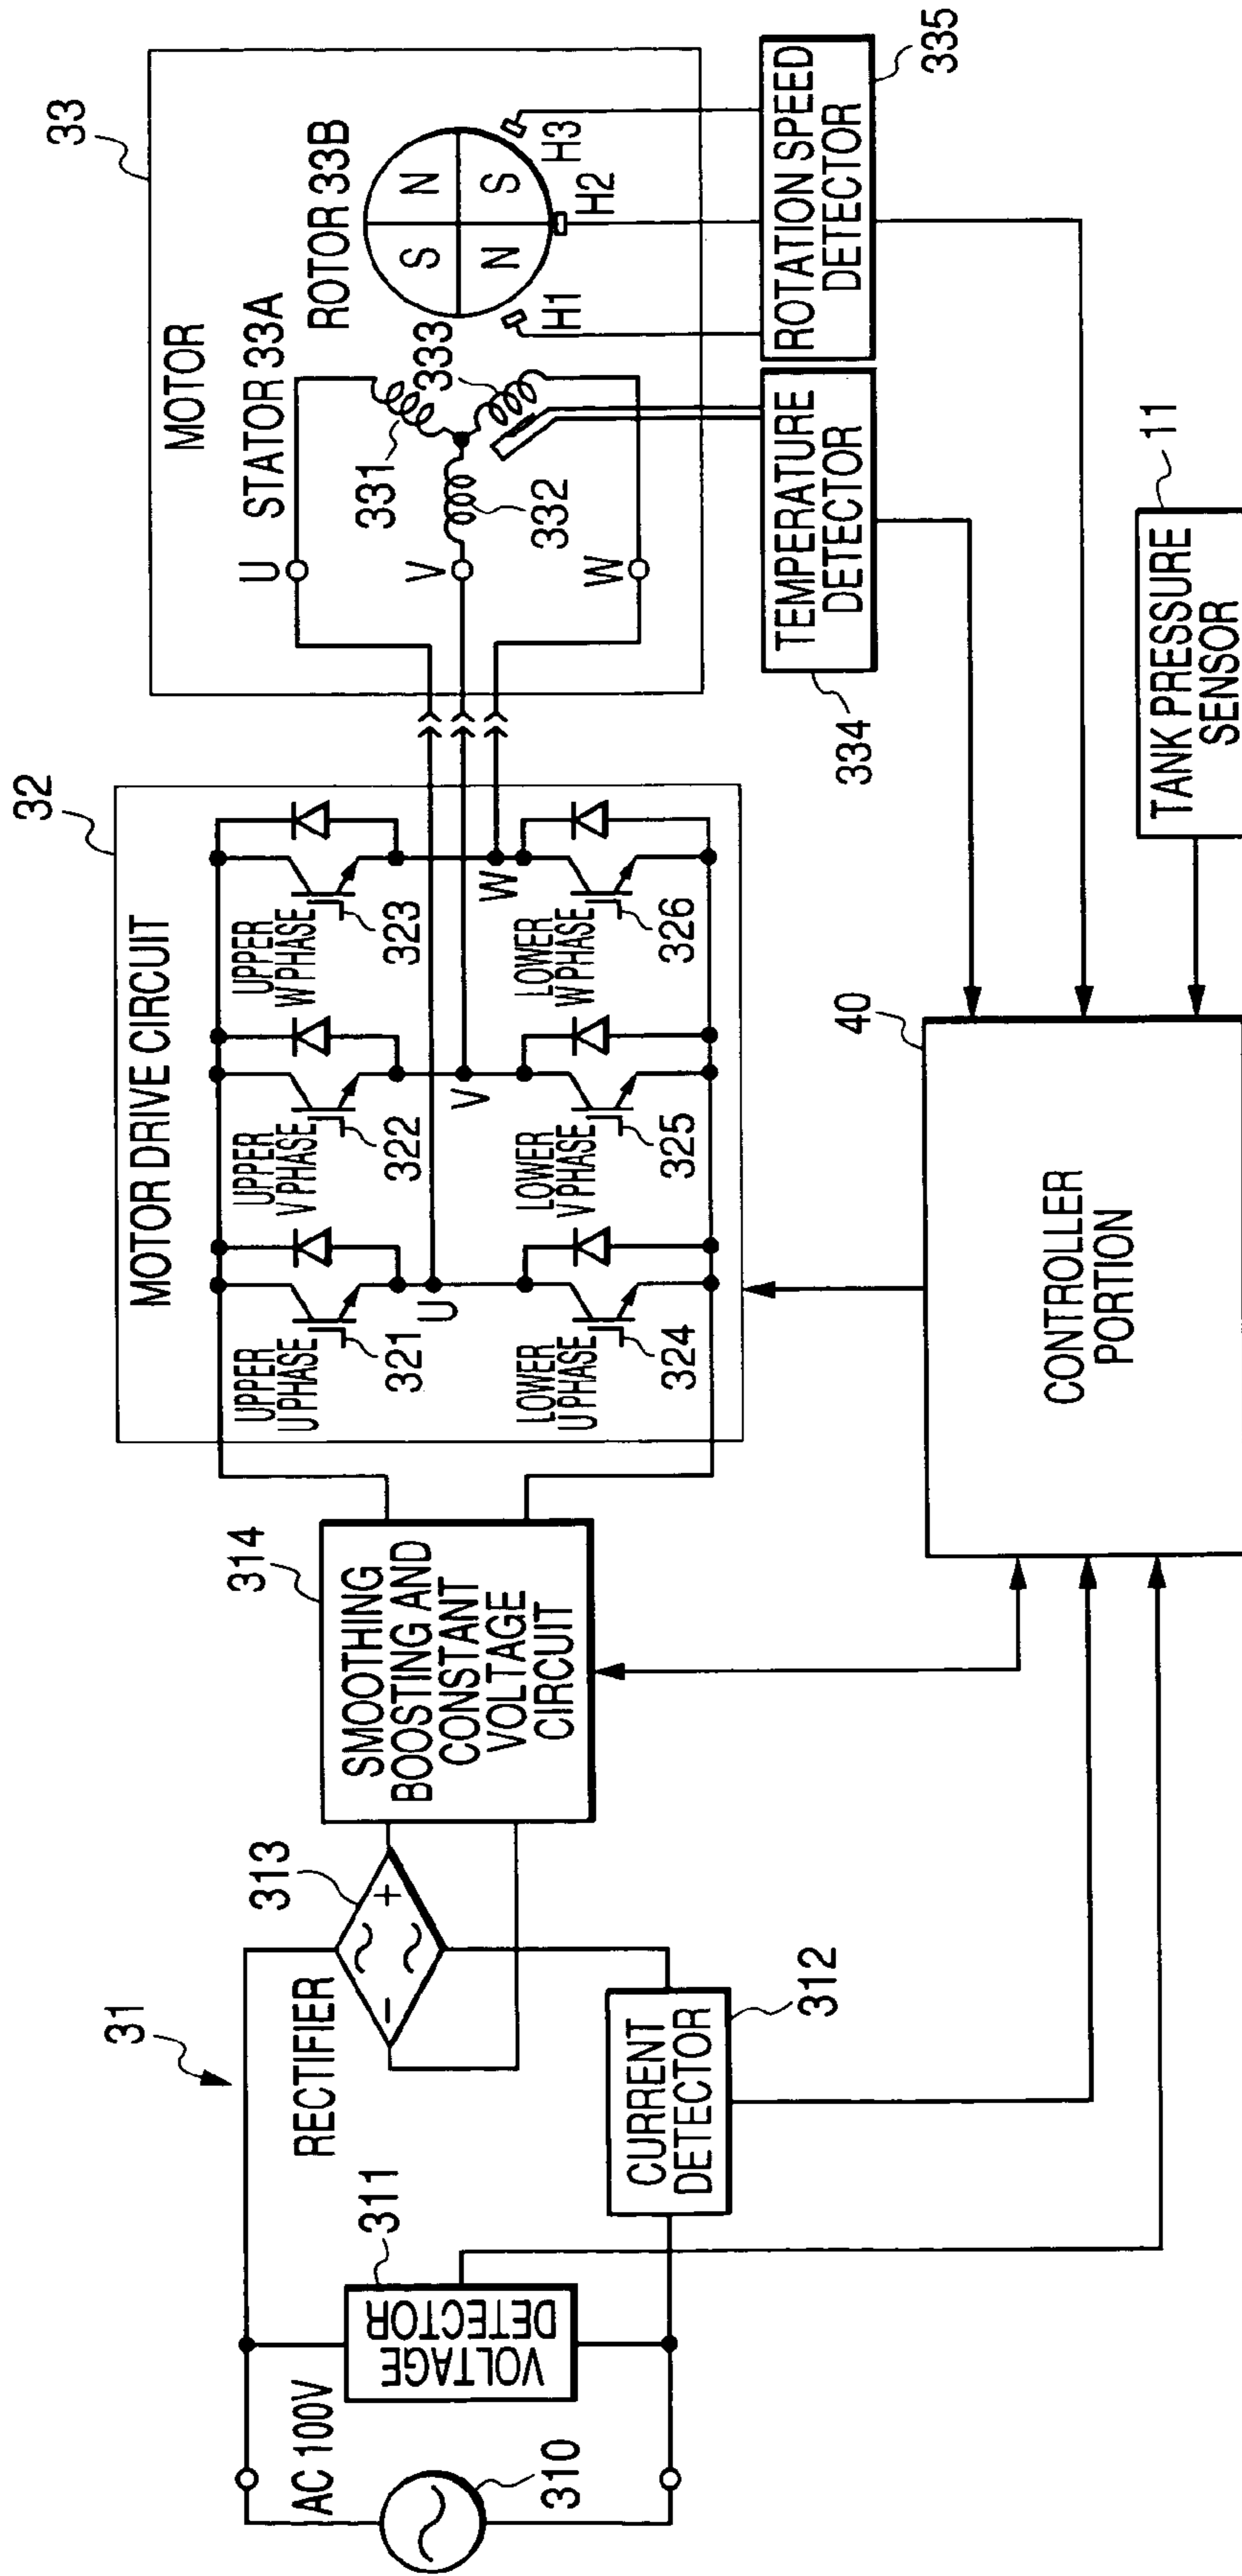 31
AC 100V
310
VOLTAGE
DETECTOR
311
RECTIFIER
313
+
−
CURRENT
DETECTOR
312
SMOOTHING
BOOSTING AND
CONSTANT
VOLTAGE
CIRCUIT
314
32
MOTOR DRIVE CIRCUIT
UPPER
U PHASE
321
UPPER
V PHASE
322
UPPER
W PHASE
323
U
V
W
LOWER
U PHASE
324
LOWER
V PHASE
325
LOWER
W PHASE
326
33
MOTOR
STATOR 33A
ROTOR 33B
U
V
W
331
332
333
S
N
N
S
H1
H2
H3
TEMPERATURE
DETECTOR
334
ROTATION SPEED
DETECTOR
335
40
CONTROLLER
PORTION
TANK PRESSURE
SENSOR
11